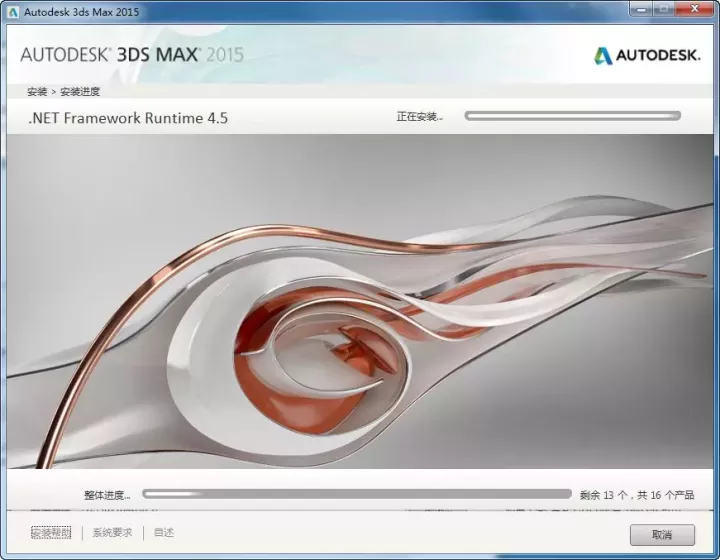 Autodesk 3ds Max 2015
AUTODESK® 3DS MAX® 2015
AUTODESK.
安装 > 安装进度
.NET Framework Runtime 4.5
正在安装...
整体进度...
剩余 13 个，共 16 个产品
安装帮助
系统要求
自述
取消